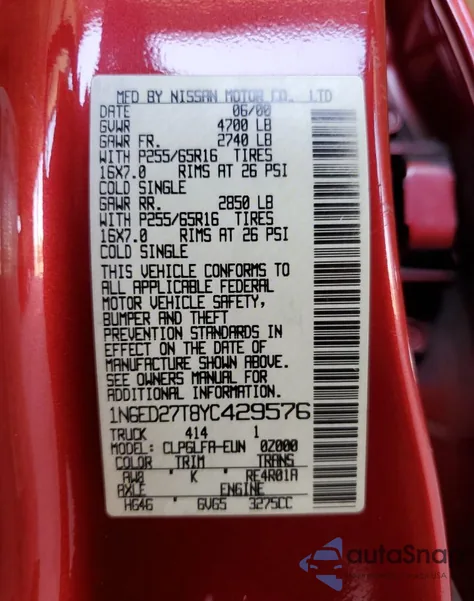 MFD BY NISSAN MOTOR CO., LTD
DATE 06/00
GVWR 4700 LB
GAWR FR. 2740 LB
WITH P255/65R16 TIRES
16X7.0 RIMS AT 26 PSI
COLD SINGLE
GAWR RR. 2850 LB
WITH P255/65R16 TIRES
16X7.0 RIMS AT 26 PSI
COLD SINGLE
THIS VEHICLE CONFORMS TO
ALL APPLICABLE FEDERAL
MOTOR VEHICLE SAFETY,
BUMPER AND THEFT
PREVENTION STANDARDS IN
EFFECT ON THE DATE OF
MANUFACTURE SHOWN ABOVE.
SEE OWNERS MANUAL FOR
ADDITIONAL INFORMATION.
1N6ED27T8YC429576
TRUCK 414 1
MODEL: CLPGLFA-EUN 0Z000
COLOR TRIM TRANS
AW8 K RE4R01A
AXLE ENGINE
HG46 6VG5 3275CC
autoSna